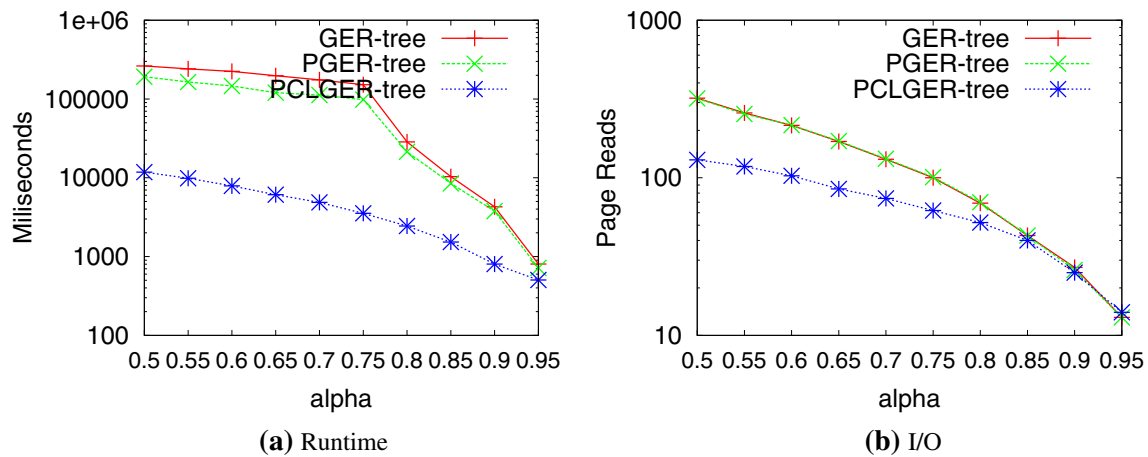 1e+06
100000
10000
1000
100
Miliseconds
GER-tree
PGER-tree
PCLGER-tree
0.5 0.55 0.6 0.65 0.7 0.75 0.8 0.85 0.9 0.95
alpha
(a) Runtime
1000
100
10
Page Reads
GER-tree
PGER-tree
PCLGER-tree
0.5 0.55 0.6 0.65 0.7 0.75 0.8 0.85 0.9 0.95
alpha
(b) I/O